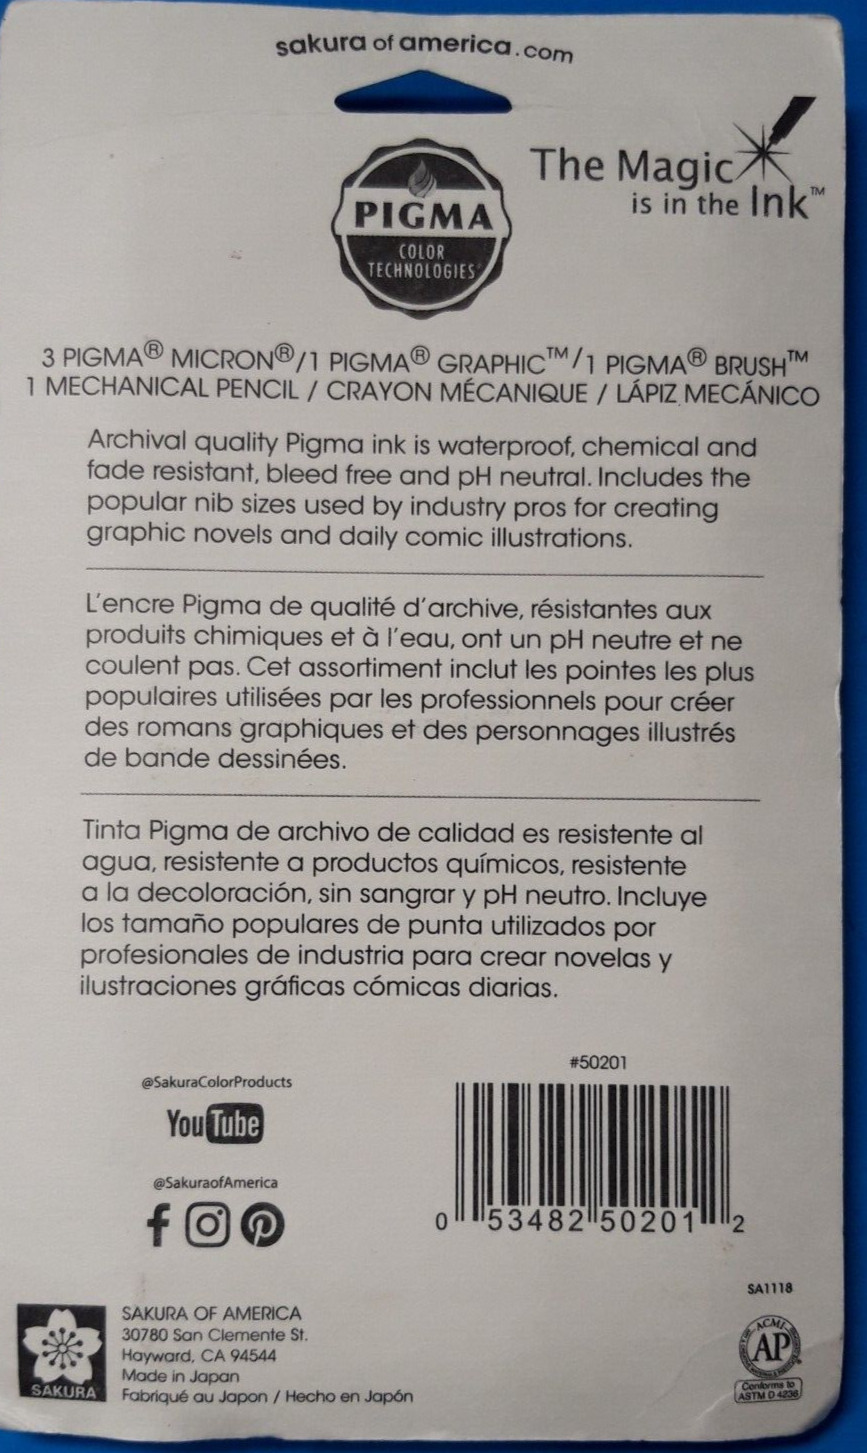 sakura of america.com
The Magic
is in the Ink™
PIGMA
COLOR
TECHNOLOGIES
3 PIGMA® MICRON®/1 PIGMA® GRAPHIC™/1 PIGMA® BRUSH™
1 MECHANICAL PENCIL / CRAYON MÉCANIQUE / LÁPIZ MECÁNICO
Archival quality Pigma ink is waterproof, chemical and
fade resistant, bleed free and pH neutral. Includes the
popular nib sizes used by industry pros for creating
graphic novels and daily comic illustrations.
L'encre Pigma de qualité d'archive, résistantes aux
produits chimiques et à l'eau, ont un pH neutre et ne
coulent pas. Cet assortiment inclut les pointes les plus
populaires utilisées par les professionnels pour créer
des romans graphiques et des personnages illustrés
de bande dessinées.
Tinta Pigma de archivo de calidad es resistente al
agua, resistente a productos químicos, resistente
a la decoloración, sin sangrar y pH neutro. Incluye
los tamaño populares de punta utilizados por
profesionales de industria para crear novelas y
ilustraciones gráficas cómicas diarias.
@SakuraColorProducts
YouTube
@SakuraofAmerica
#50201
0 53482 50201 2
SA1118
SAKURA
SAKURA OF AMERICA
30780 San Clemente St.
Hayward, CA 94544
Made in Japan
Fabriqué au Japon / Hecho en Japón
ACMI
AP
Conforms to
ASTM D 4236